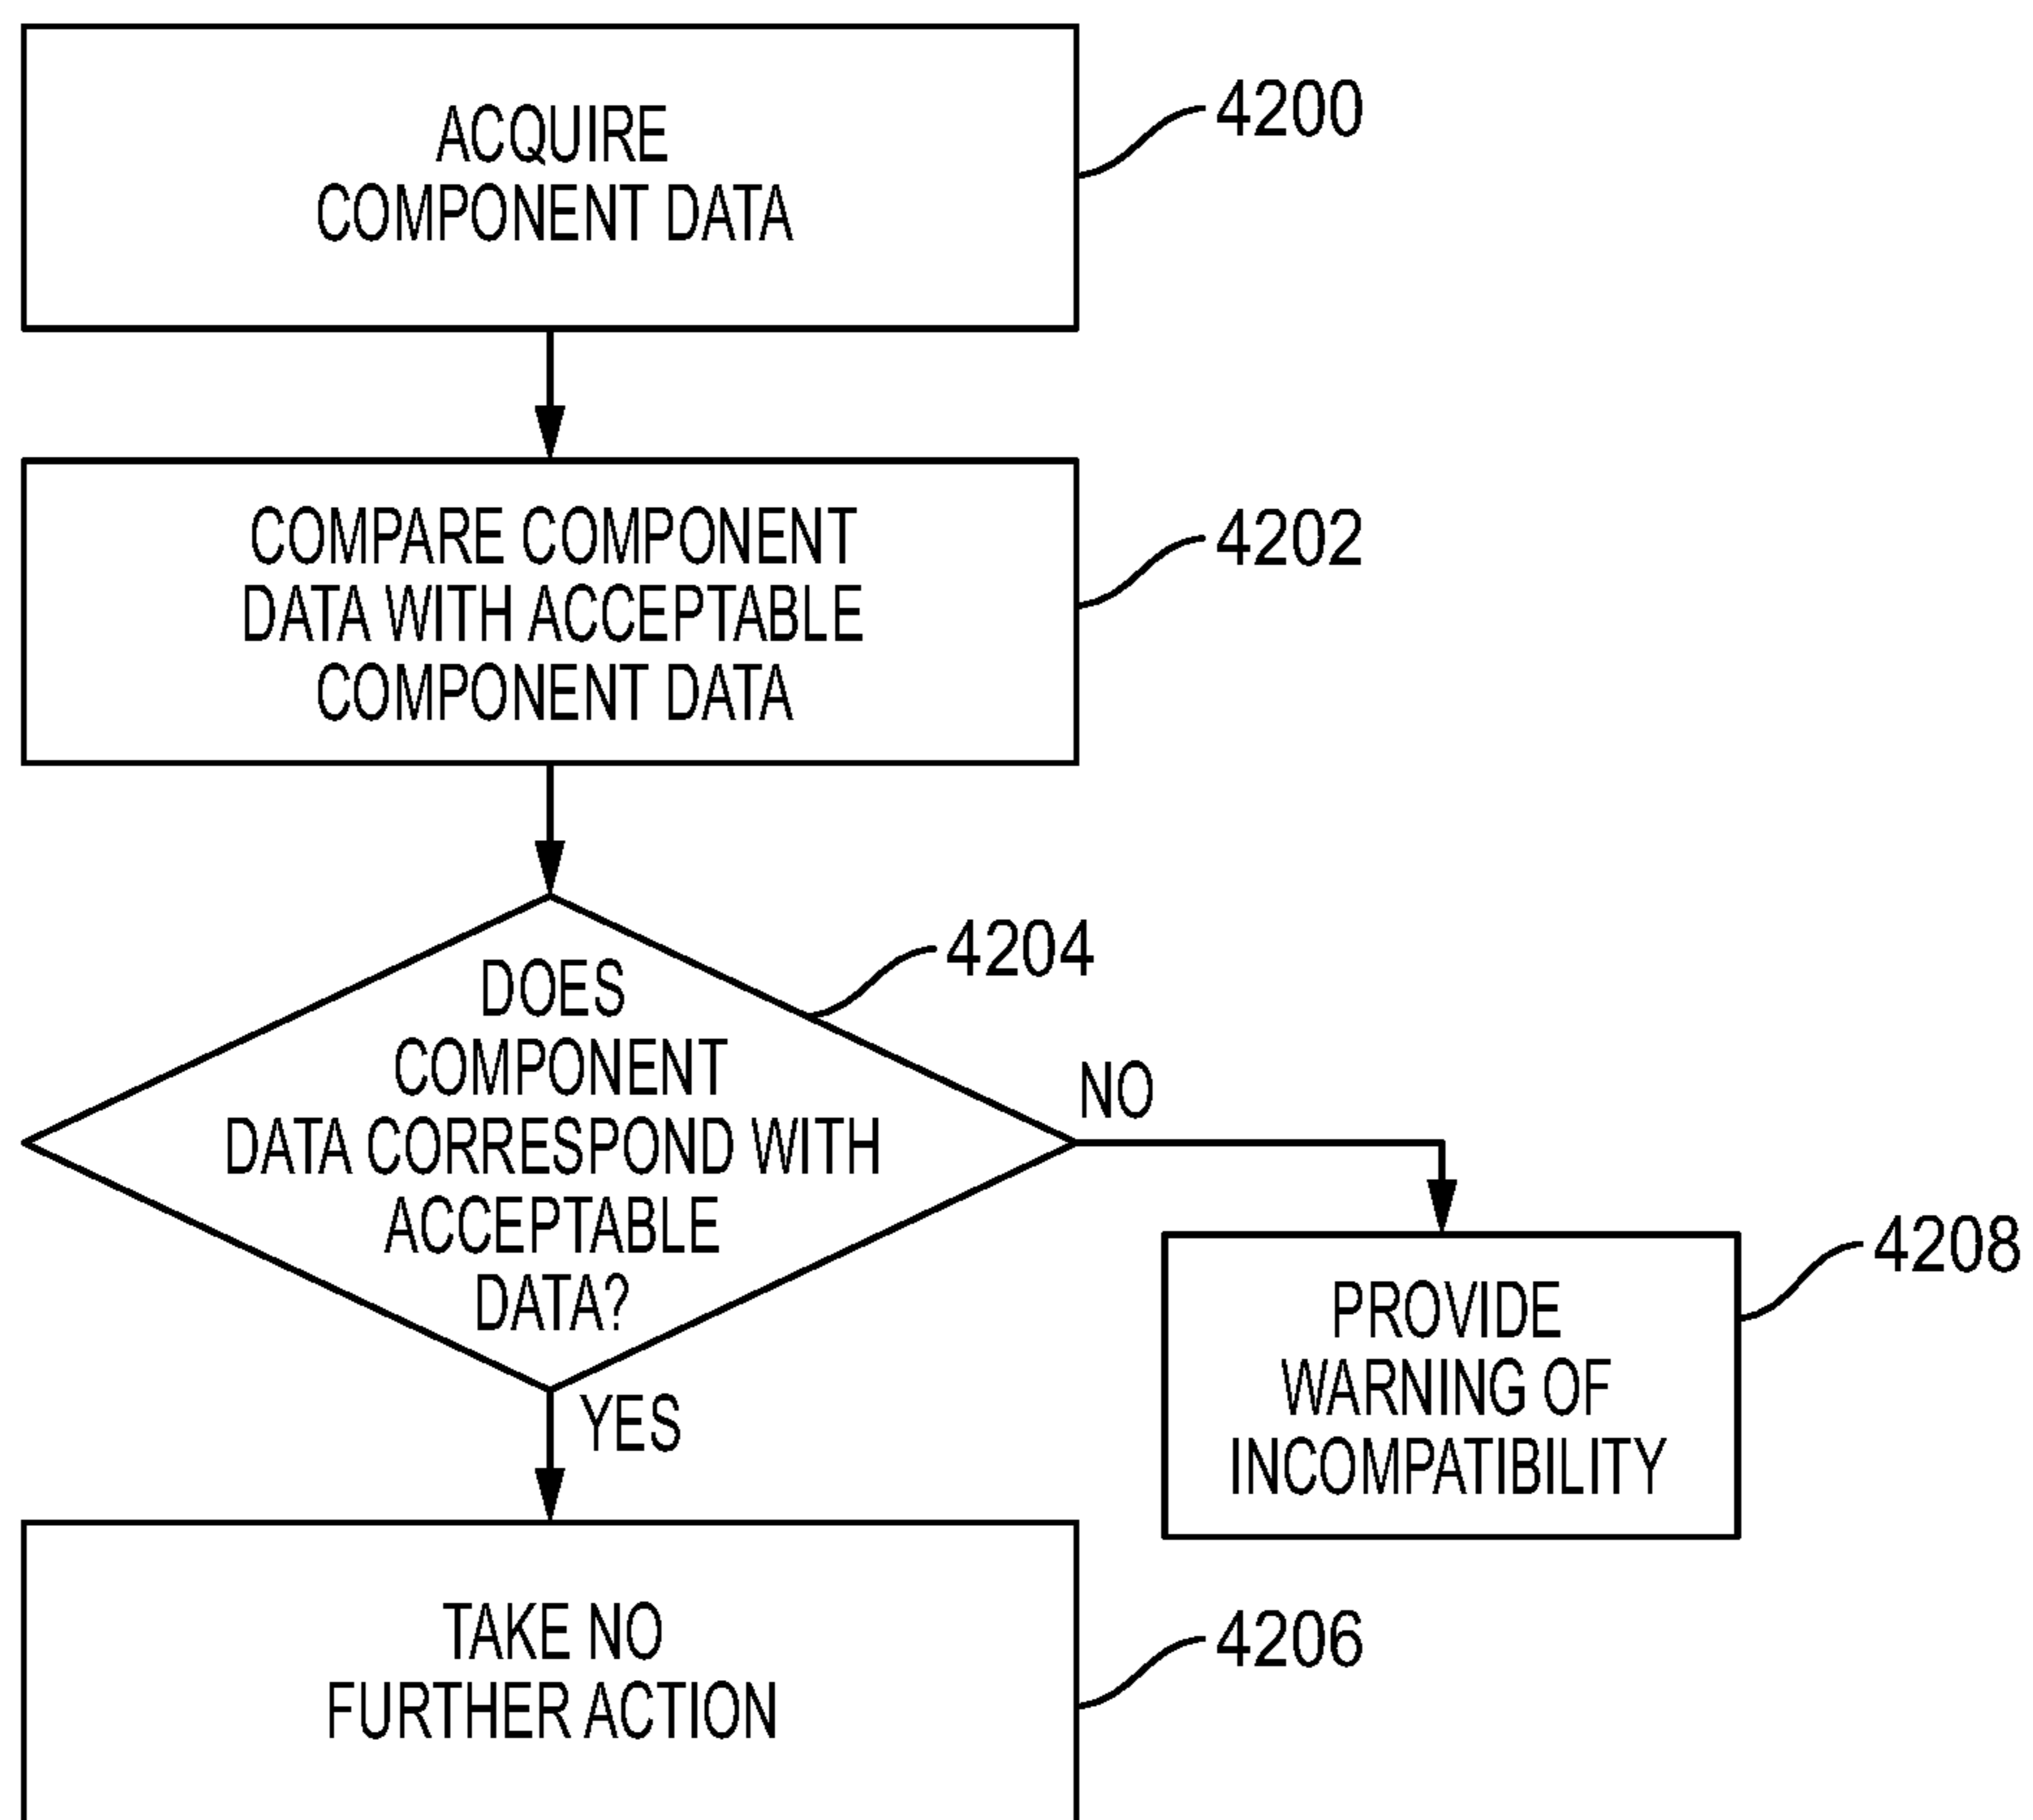 ACQUIRE
COMPONENT DATA
4200
COMPARE COMPONENT
DATA WITH ACCEPTABLE
COMPONENT DATA
4202
DOES
COMPONENT
DATA CORRESPOND WITH
ACCEPTABLE
DATA?
4204
NO
YES
PROVIDE
WARNING OF
INCOMPATIBILITY
4208
TAKE NO
FURTHER ACTION
4206